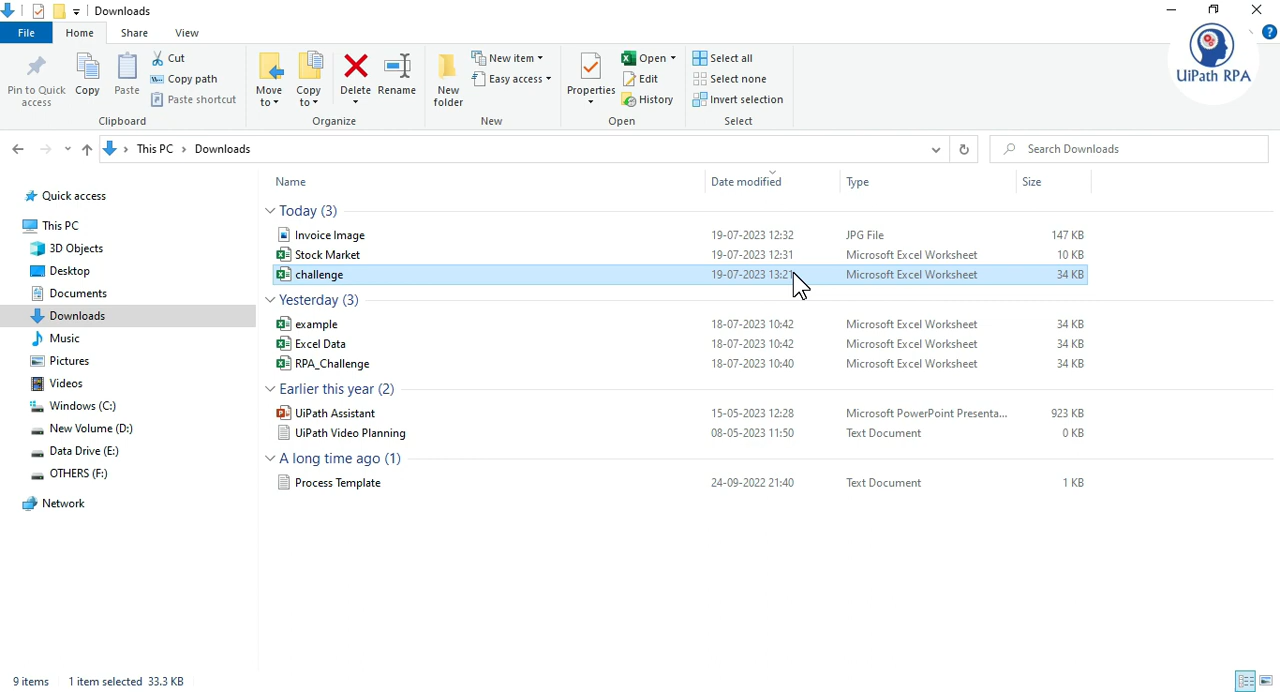 Downloads
File Home Share View
Pin to Quick access
Copy
Paste
Cut
Copy path
Paste shortcut
Clipboard
Move to
Copy to
Delete
Rename
Organize
New folder
New item
Easy access
New
Properties
Open
Edit
History
Open
Select all
Select none
Invert selection
Select
UiPath RPA
This PC > Downloads
Search Downloads
Quick access
This PC
3D Objects
Desktop
Documents
Downloads
Music
Pictures
Videos
Windows (C:)
New Volume (D:)
Data Drive (E:)
OTHERS (F:)
Network
Name Date modified Type Size
Today (3)
Invoice Image 19-07-2023 12:32 JPG File 147 KB
Stock Market 19-07-2023 12:31 Microsoft Excel Worksheet 10 KB
challenge 19-07-2023 13:21 Microsoft Excel Worksheet 34 KB
Yesterday (3)
example 18-07-2023 10:42 Microsoft Excel Worksheet 34 KB
Excel Data 18-07-2023 10:42 Microsoft Excel Worksheet 34 KB
RPA_Challenge 18-07-2023 10:40 Microsoft Excel Worksheet 34 KB
Earlier this year (2)
UiPath Assistant 15-05-2023 12:28 Microsoft PowerPoint Presenta... 923 KB
UiPath Video Planning 08-05-2023 11:50 Text Document 0 KB
A long time ago (1)
Process Template 24-09-2022 21:40 Text Document 1 KB
9 items 1 item selected 33.3 KB